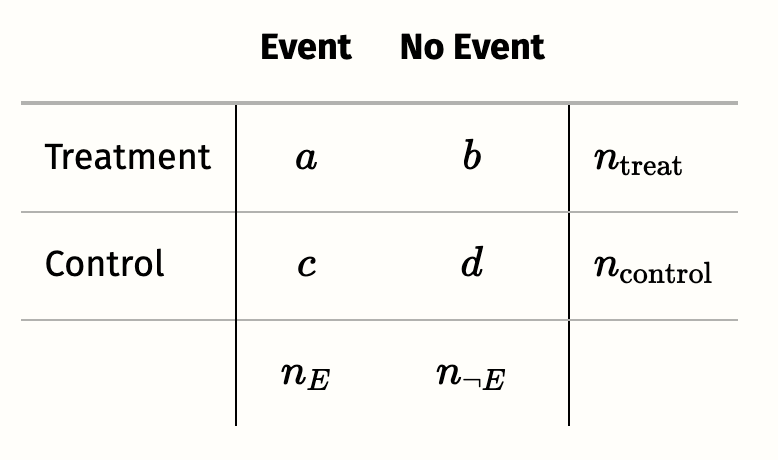 Event No Event
Treatment a b n_treat
Control c d n_control
n_E n_¬E